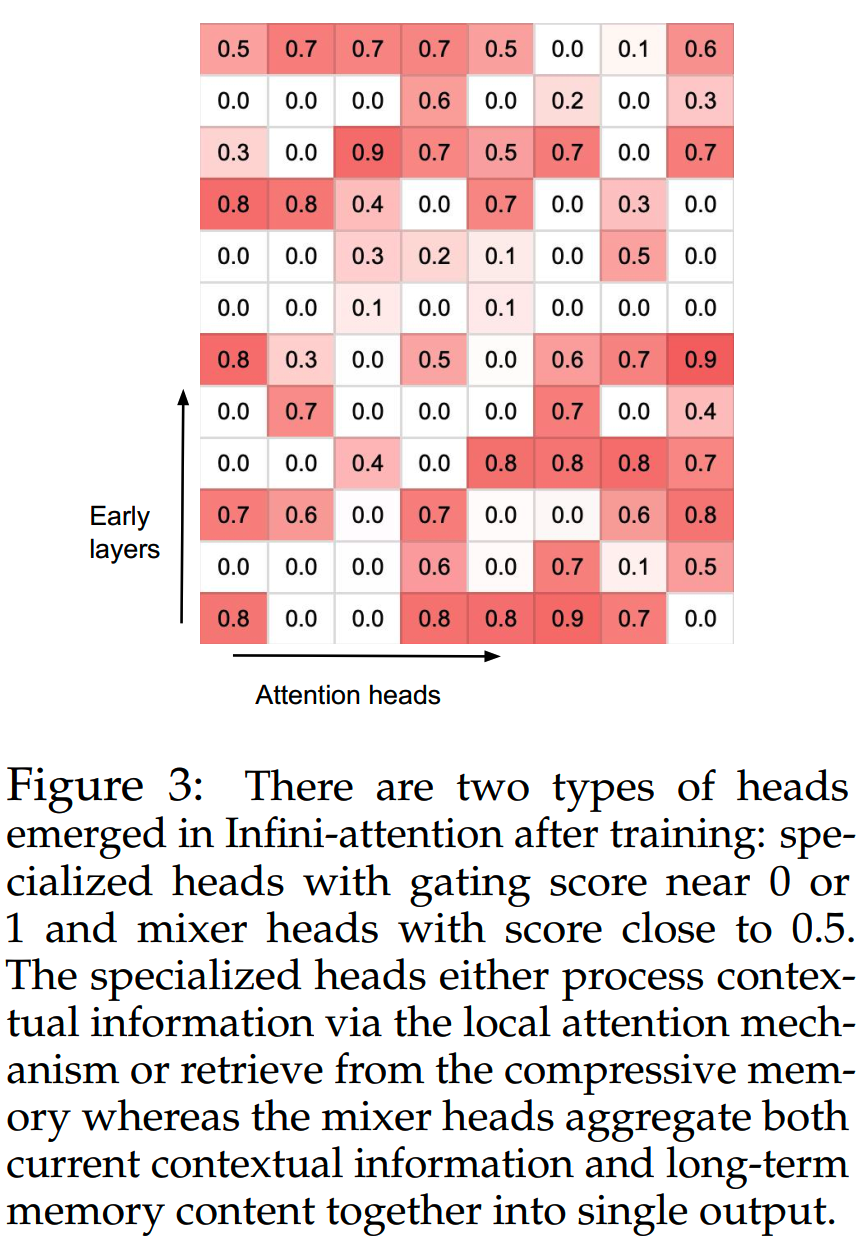 0.5 0.7 0.7 0.7 0.5 0.0 0.1 0.6
0.0 0.0 0.0 0.6 0.0 0.2 0.0 0.3
0.3 0.0 0.9 0.7 0.5 0.7 0.0 0.7
0.8 0.8 0.4 0.0 0.7 0.0 0.3 0.0
0.0 0.0 0.3 0.2 0.1 0.0 0.5 0.0
0.0 0.0 0.1 0.0 0.1 0.0 0.0 0.0
0.8 0.3 0.0 0.5 0.0 0.6 0.7 0.9
0.0 0.7 0.0 0.0 0.0 0.7 0.0 0.4
0.0 0.0 0.4 0.0 0.8 0.8 0.8 0.7
0.7 0.6 0.0 0.7 0.0 0.0 0.6 0.8
0.0 0.0 0.0 0.6 0.0 0.7 0.1 0.5
0.8 0.0 0.0 0.8 0.8 0.9 0.7 0.0
Early
layers
Attention heads
Figure 3: There are two types of heads
emerged in Infini-attention after training: spe-
cialized heads with gating score near 0 or
1 and mixer heads with score close to 0.5.
The specialized heads either process contex-
tual information via the local attention mech-
anism or retrieve from the compressive mem-
ory whereas the mixer heads aggregate both
current contextual information and long-term
memory content together into single output.